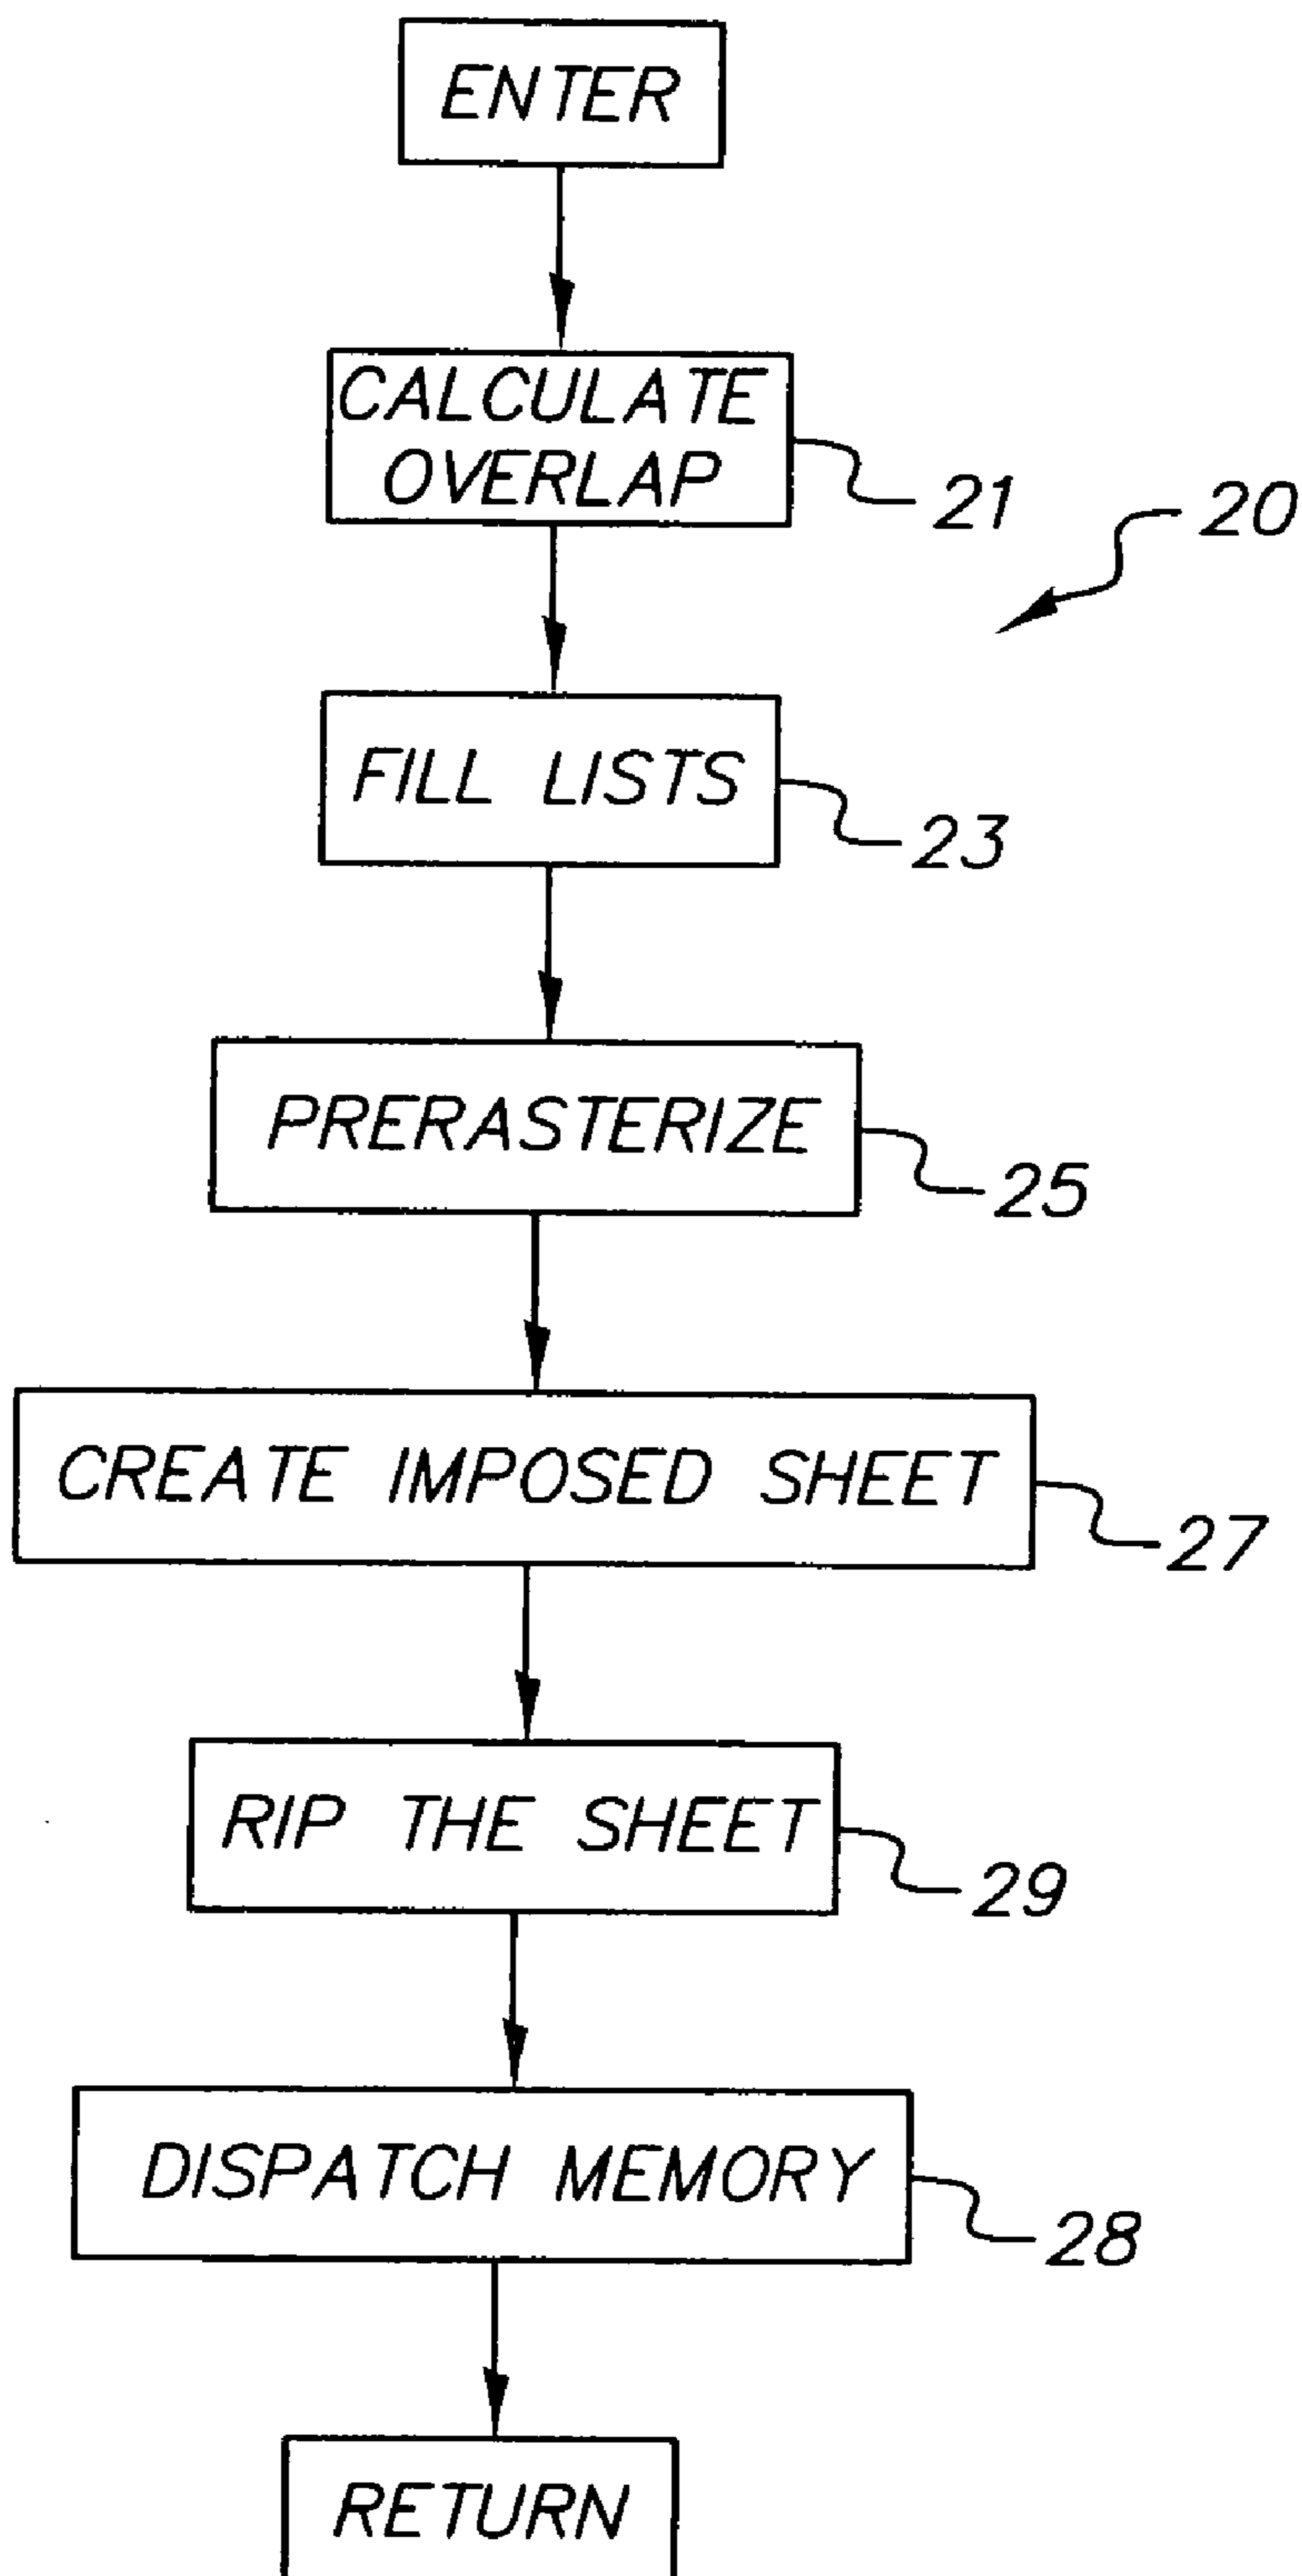 ENTER
CALCULATE
OVERLAP
21
20
FILL LISTS
23
PRERASTERIZE
25
CREATE IMPOSED SHEET
27
RIP THE SHEET
29
DISPATCH MEMORY
28
RETURN